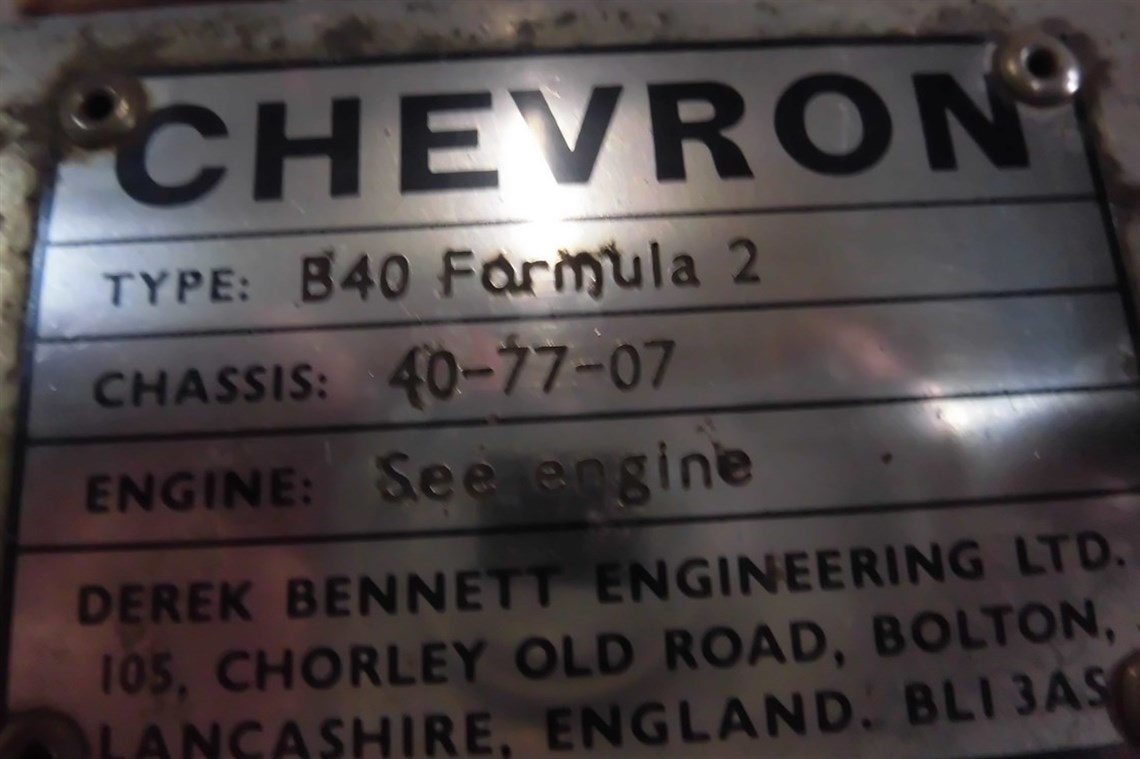 CHEVRON
TYPE: B40 Formula 2
CHASSIS: 40-77-07
ENGINE: See engine
DEREK BENNETT ENGINEERING LTD.
105, CHORLEY OLD ROAD, BOLTON,
LANCASHIRE, ENGLAND. BL1 3AS